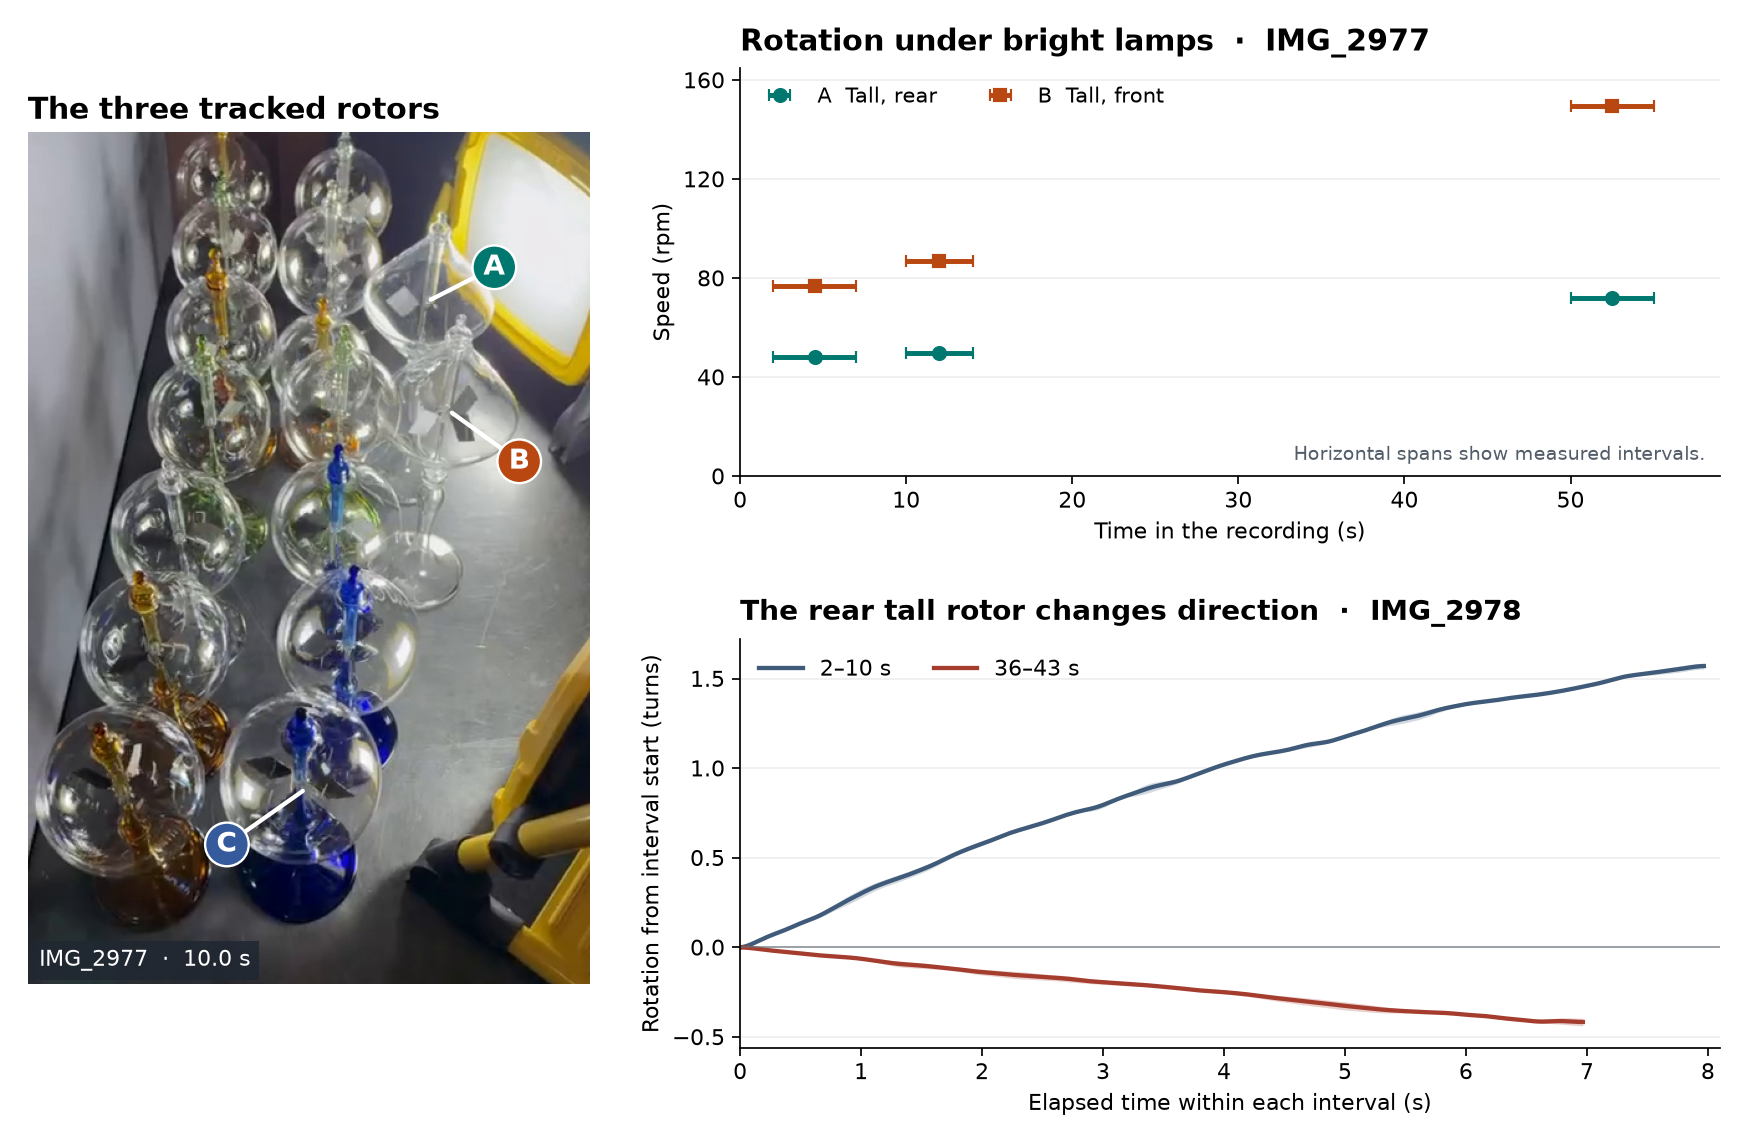 The three tracked rotors
A
B
C
IMG_2977 · 10.0 s
Rotation under bright lamps · IMG_2977
A Tall, rear
B Tall, front
Speed (rpm)
160
120
80
40
0
Horizontal spans show measured intervals.
0 10 20 30 40 50
Time in the recording (s)
The rear tall rotor changes direction · IMG_2978
2–10 s
36–43 s
Rotation from interval start (turns)
1.5
1.0
0.5
0.0
−0.5
0 1 2 3 4 5 6 7 8
Elapsed time within each interval (s)